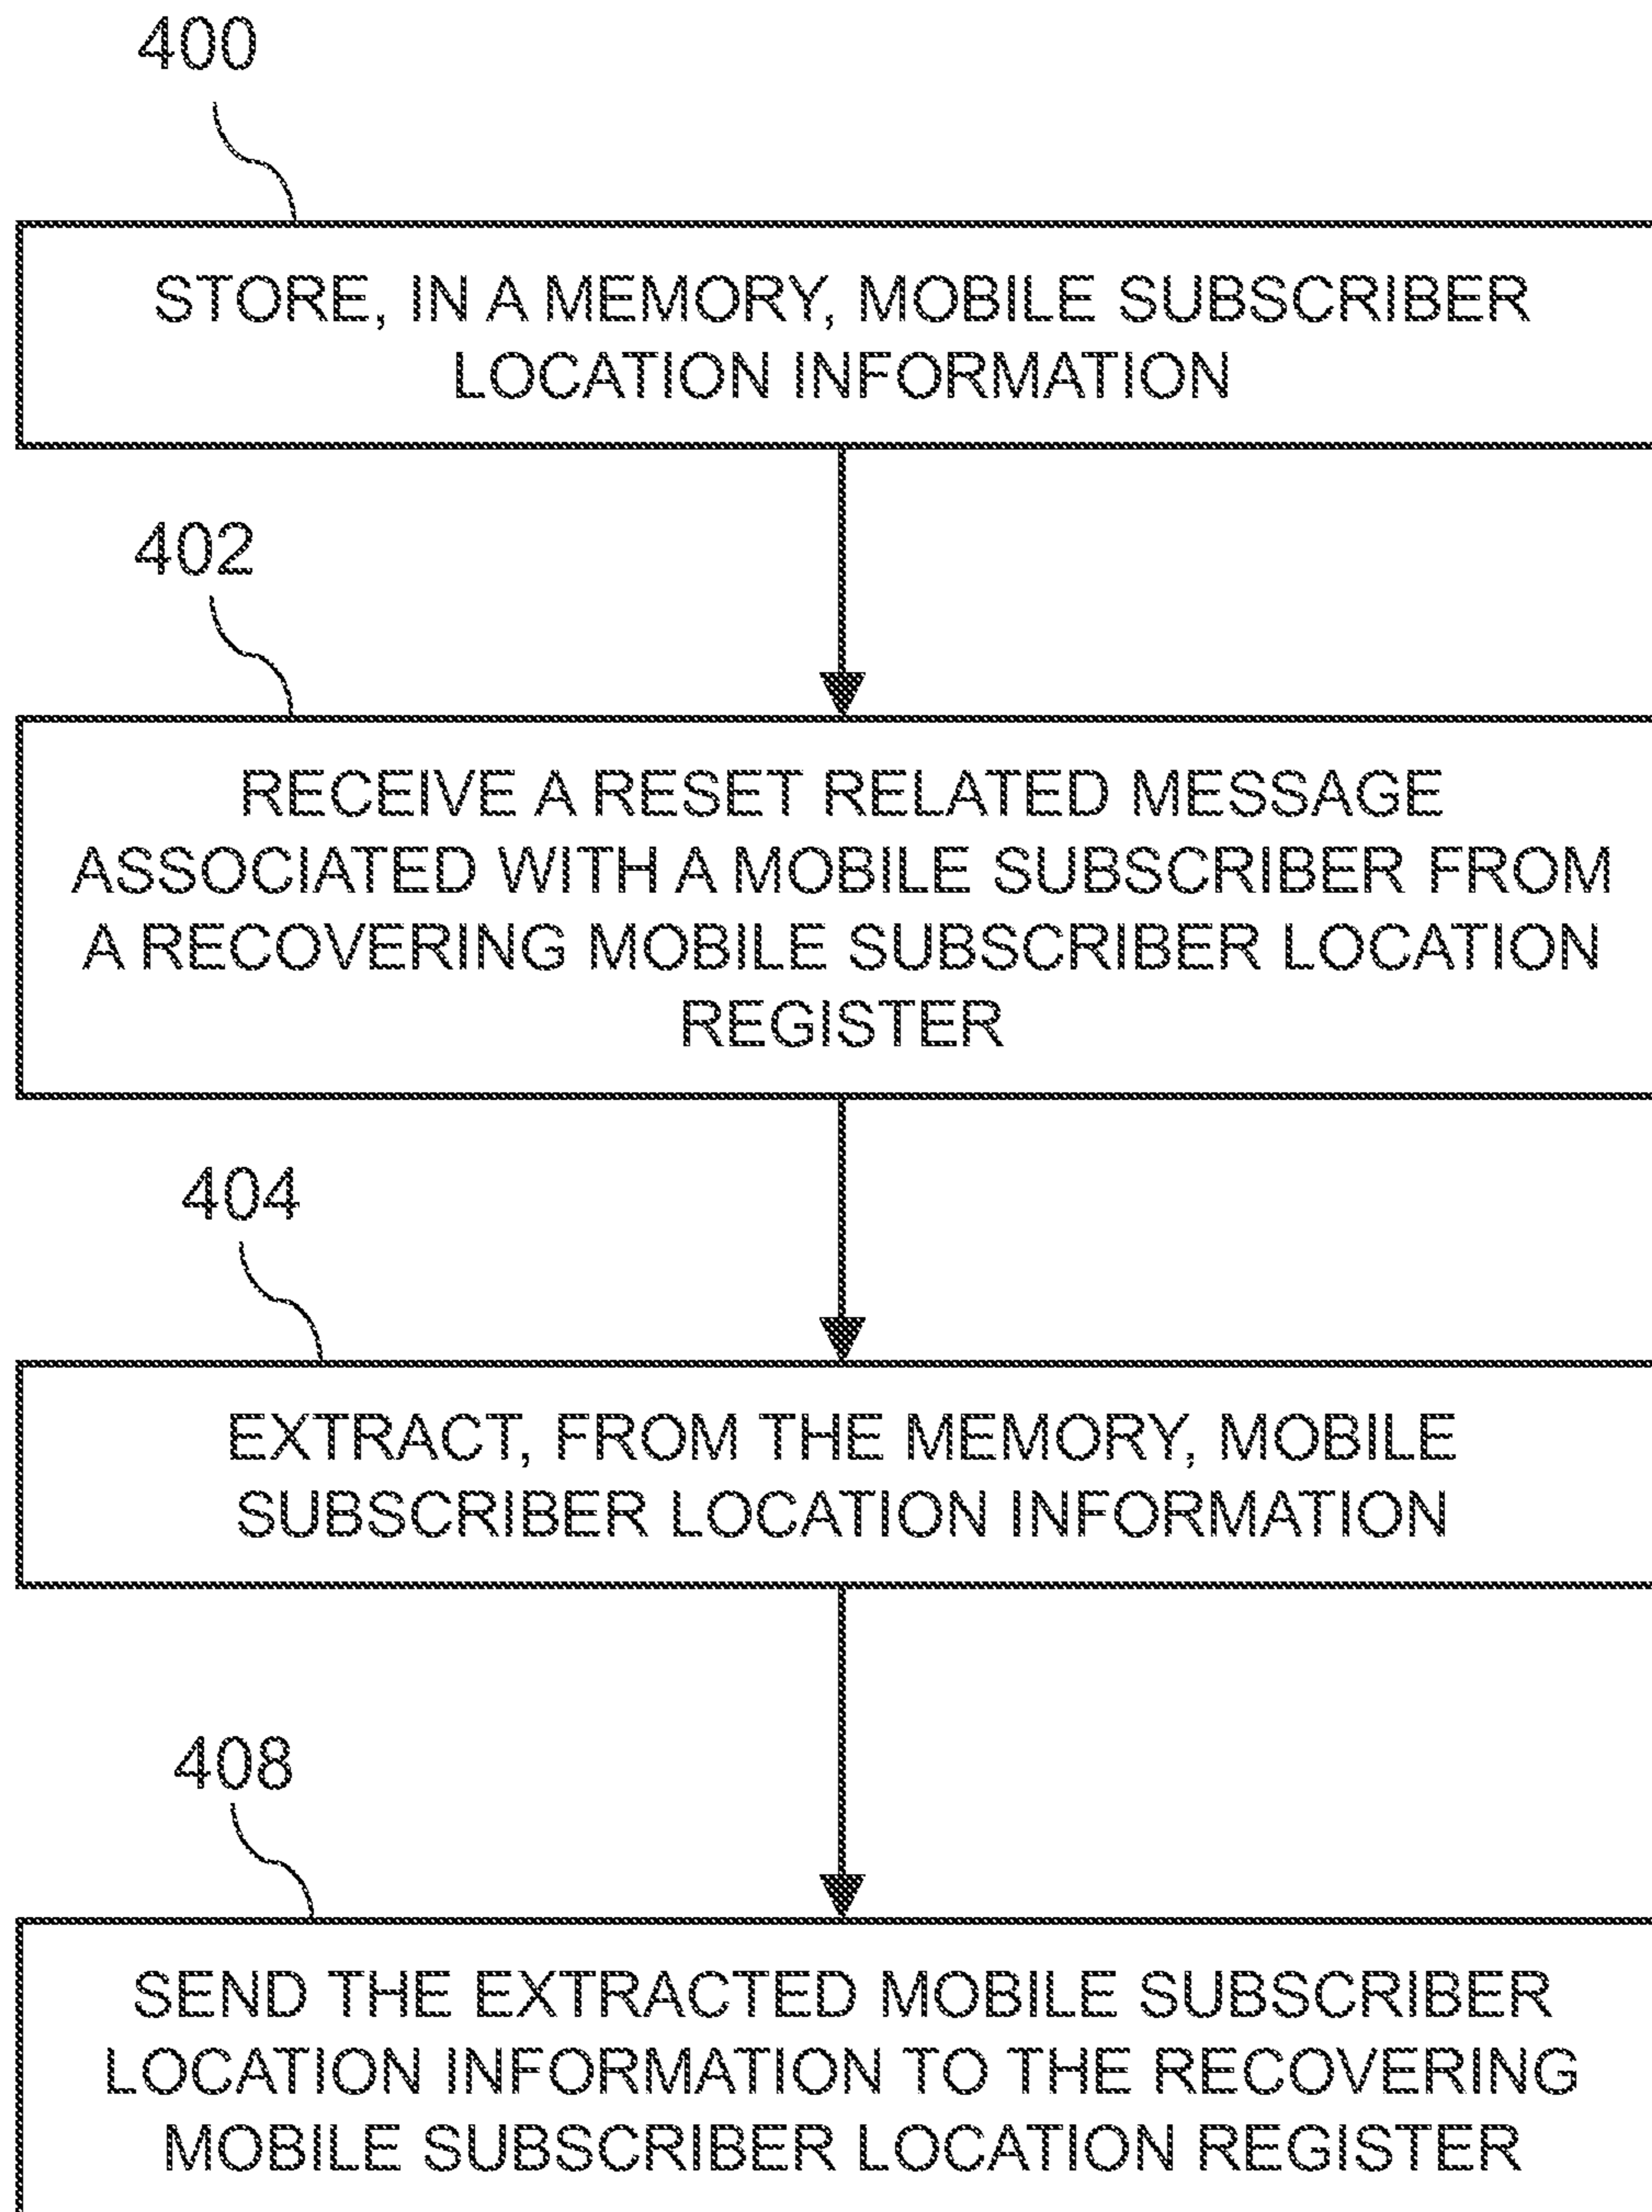 400
STORE, IN A MEMORY, MOBILE SUBSCRIBER
LOCATION INFORMATION
402
RECEIVE A RESET RELATED MESSAGE
ASSOCIATED WITH A MOBILE SUBSCRIBER FROM
A RECOVERING MOBILE SUBSCRIBER LOCATION
REGISTER
404
EXTRACT, FROM THE MEMORY, MOBILE
SUBSCRIBER LOCATION INFORMATION
408
SEND THE EXTRACTED MOBILE SUBSCRIBER
LOCATION INFORMATION TO THE RECOVERING
MOBILE SUBSCRIBER LOCATION REGISTER